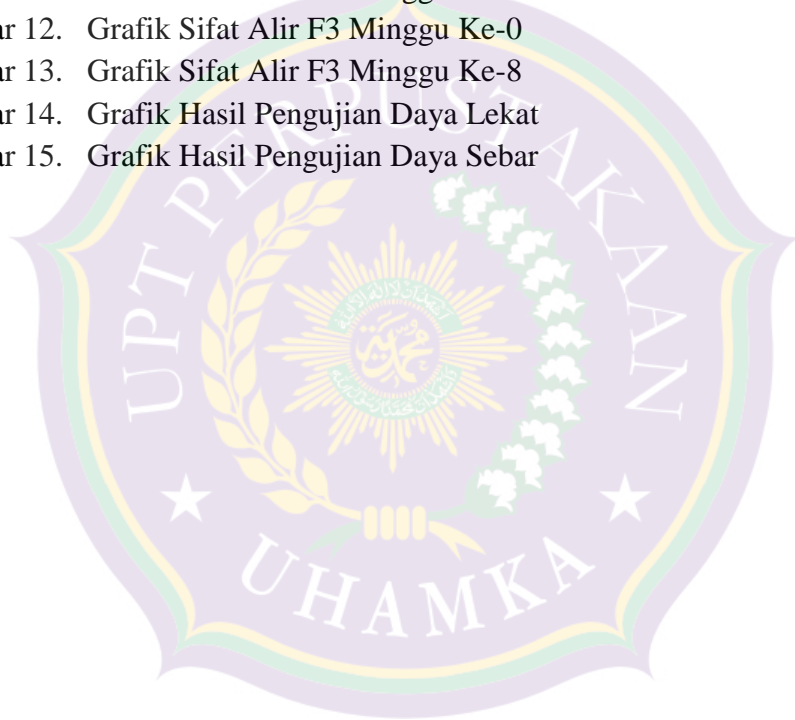 ar 12. Grafik Sifat Alir F3 Minggu Ke-0
ar 13. Grafik Sifat Alir F3 Minggu Ke-8
ar 14. Grafik Hasil Pengujian Daya Lekat
ar 15. Grafik Hasil Pengujian Daya Sebar
UPT PERPUSTAKAAN
محمدية
UHAMKA